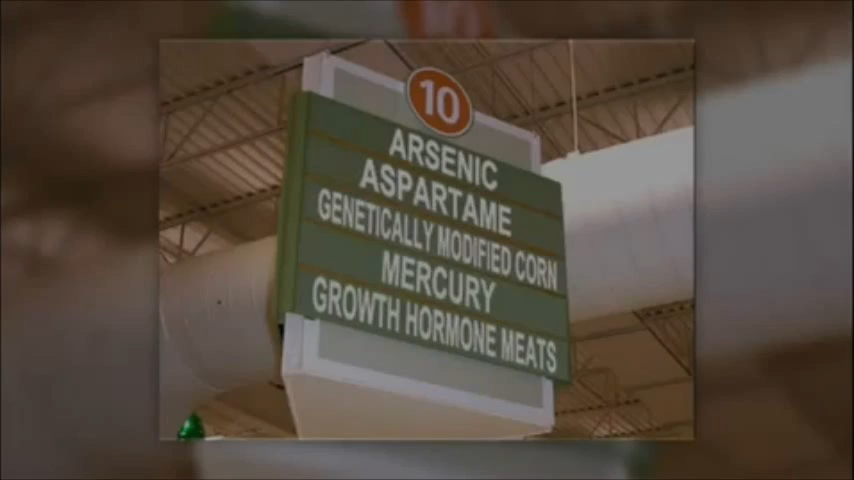 10
ARSENIC
ASPARTAME
GENETICALLY MODIFIED CORN
MERCURY
GROWTH HORMONE MEATS